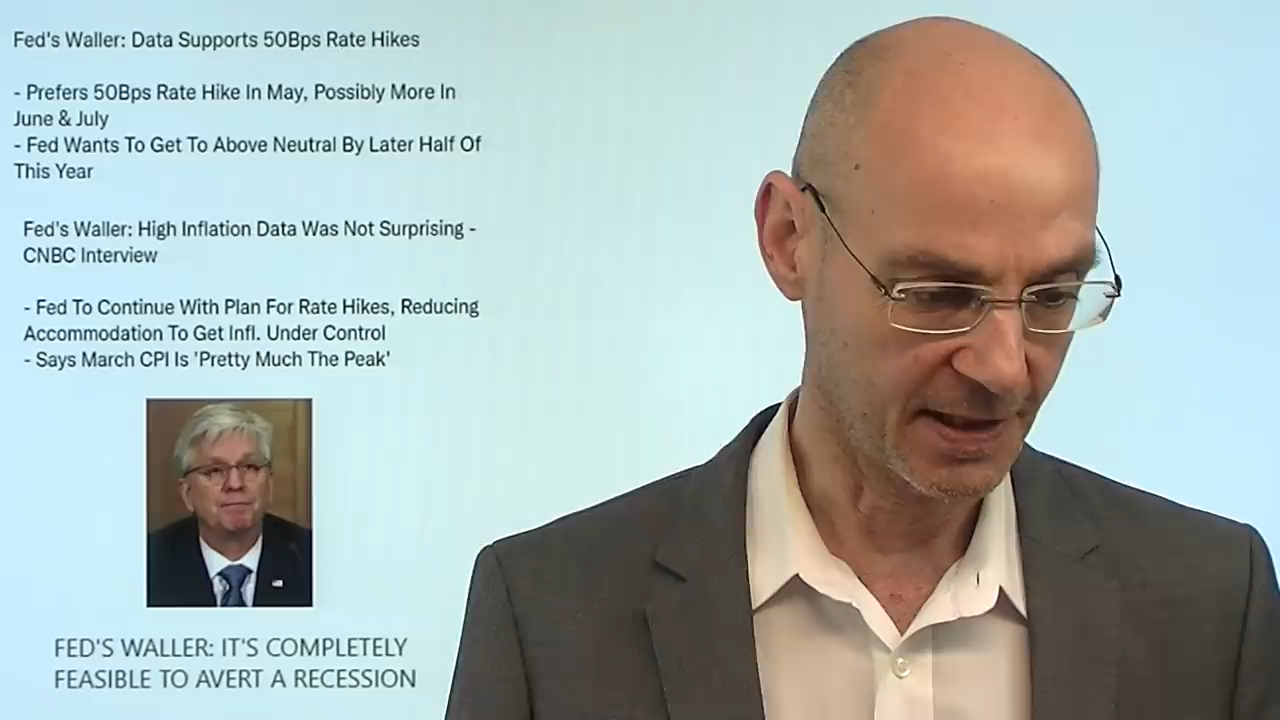 Fed's Waller: Data Supports 50Bps Rate Hikes
- Prefers 50Bps Rate Hike In May, Possibly More In
June & July
- Fed Wants To Get To Above Neutral By Later Half Of
This Year
Fed's Waller: High Inflation Data Was Not Surprising -
CNBC Interview
- Fed To Continue With Plan For Rate Hikes, Reducing
Accommodation To Get Infl. Under Control
- Says March CPI Is 'Pretty Much The Peak'
FED'S WALLER: IT'S COMPLETELY
FEASIBLE TO AVERT A RECESSION